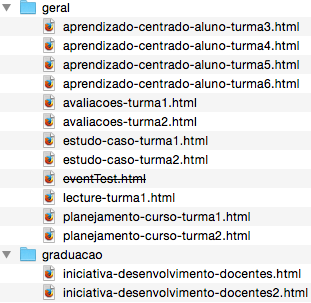 geral
aprendizado-centrado-aluno-turma3.html
aprendizado-centrado-aluno-turma4.html
aprendizado-centrado-aluno-turma5.html
aprendizado-centrado-aluno-turma6.html
avaliacoes-turma1.html
avaliacoes-turma2.html
estudo-caso-turma1.html
estudo-caso-turma2.html
eventTest.html
lecture-turma1.html
planejamento-curso-turma1.html
planejamento-curso-turma2.html
graduacao
iniciativa-desenvolvimento-docentes.html
iniciativa-desenvolvimento-docentes2.html